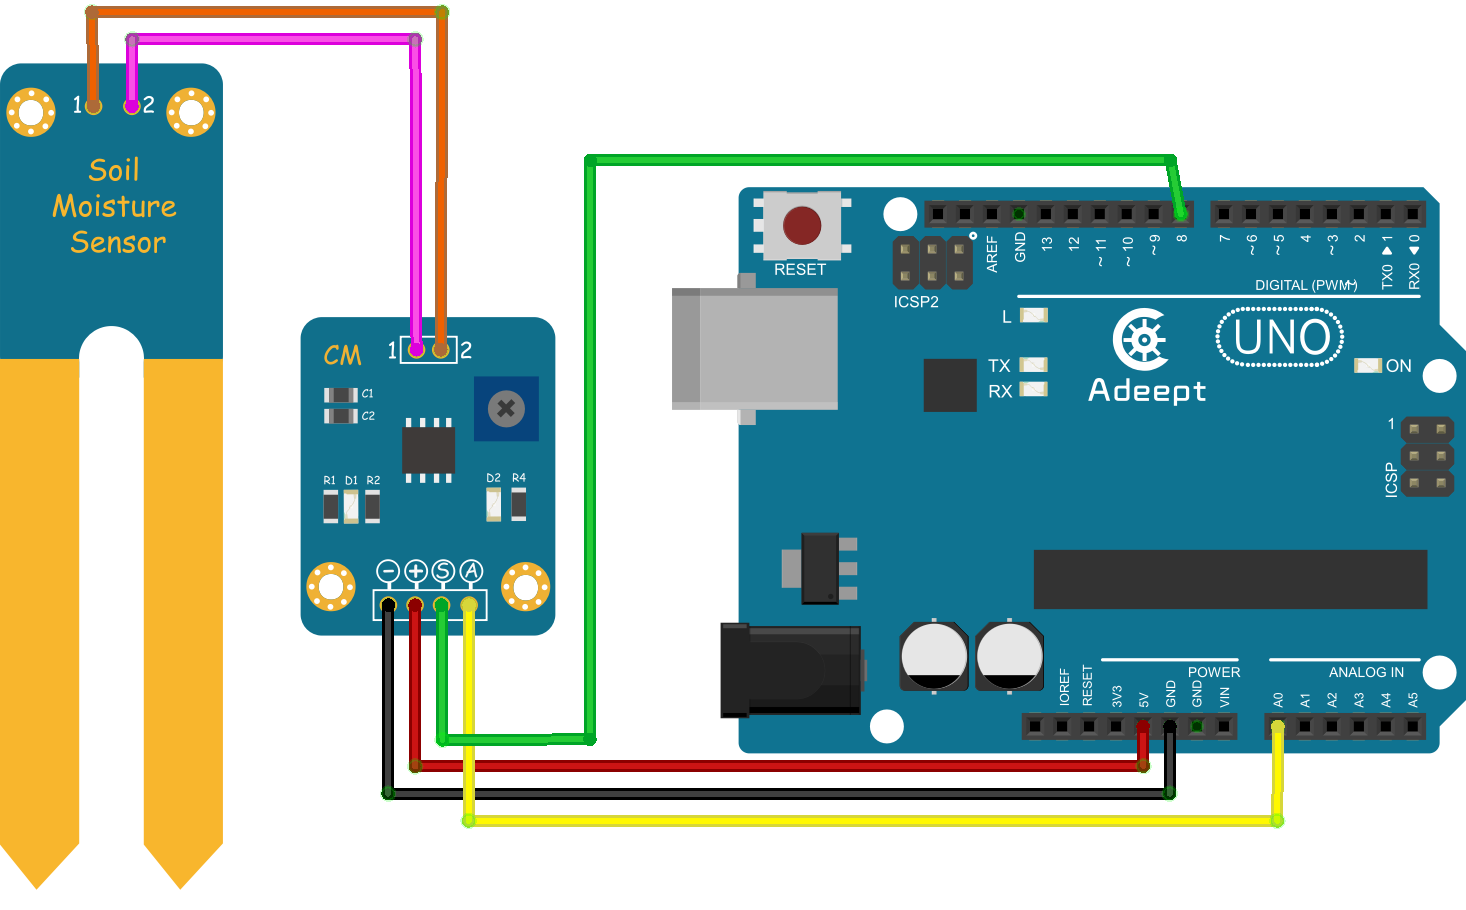 1
2
Soil
Moisture
Sensor
CM
1
2
C1
C2
R1
D1
R2
D2
R4
−
+
S
A
RESET
ICSP2
AREF
GND
13
12
~ 11
~ 10
~ 9
8
7
~ 6
~ 5
4
~ 3
2
TX0 ▶ 1
RX0 ◀ 0
DIGITAL (PWM~)
L
TX
RX
Adeept
UNO
ON
1
ICSP
IOREF
RESET
3V3
5V
GND
GND
VIN
POWER
A0
A1
A2
A3
A4
A5
ANALOG IN